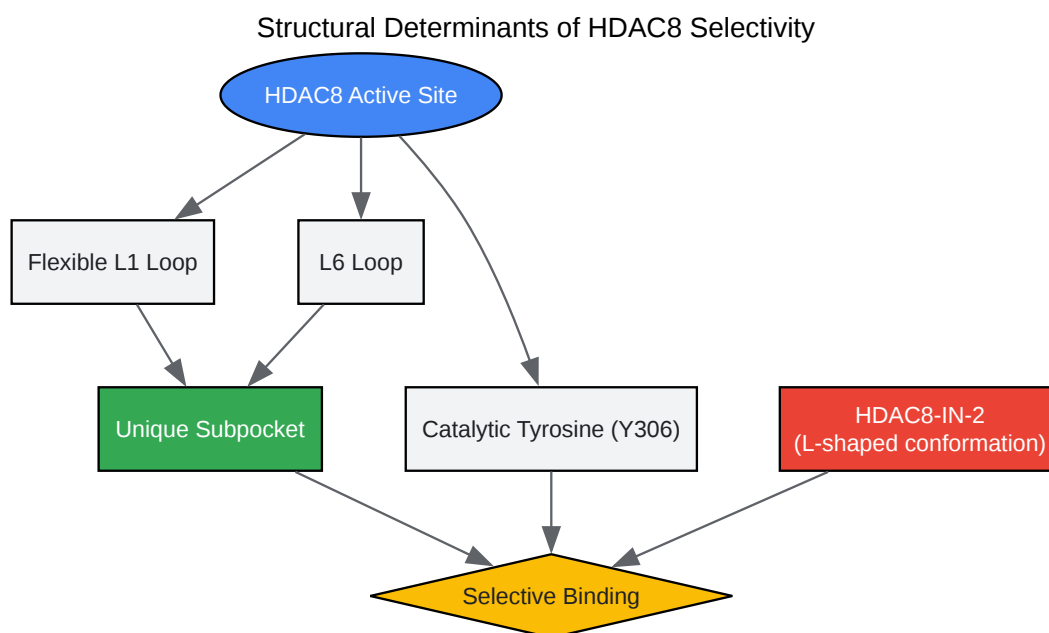 Structural Determinants of HDAC8 Selectivity
HDAC8 Active Site
Flexible L1 Loop
L6 Loop
Unique Subpocket
Catalytic Tyrosine (Y306)
HDAC8-IN-2
(L-shaped conformation)
Selective Binding